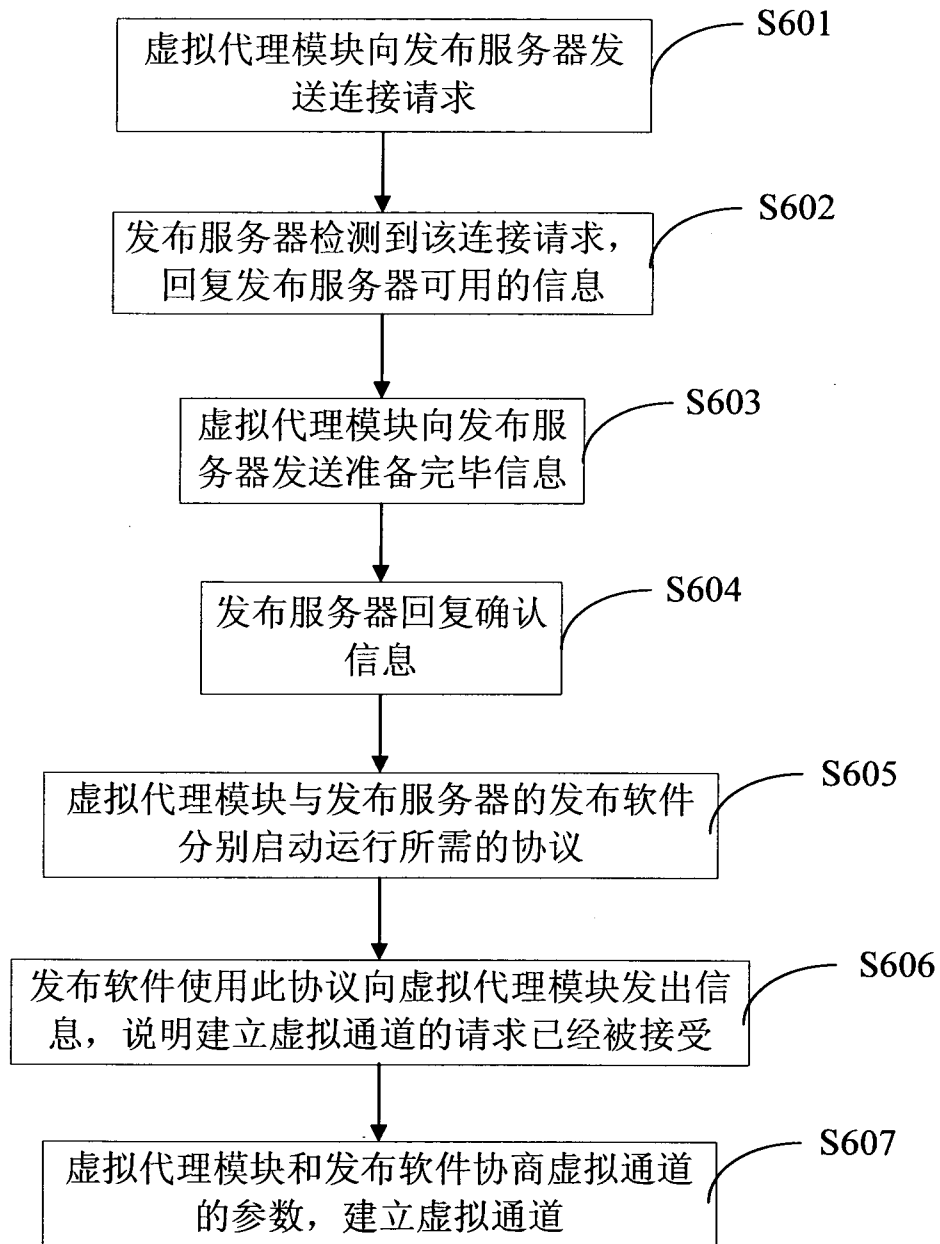 S601
虚拟代理模块向发布服务器发
送连接请求
S602
发布服务器检测到该连接请求，
回复发布服务器可用的信息
S603
虚拟代理模块向发布服
务器发送准备完毕信息
S604
发布服务器回复确认
信息
S605
虚拟代理模块与发布服务器的发布软件
分别启动运行所需的协议
S606
发布软件使用此协议向虚拟代理模块发出信
息，说明建立虚拟通道的请求已经被接受
S607
虚拟代理模块和发布软件协商虚拟通道
的参数，建立虚拟通道